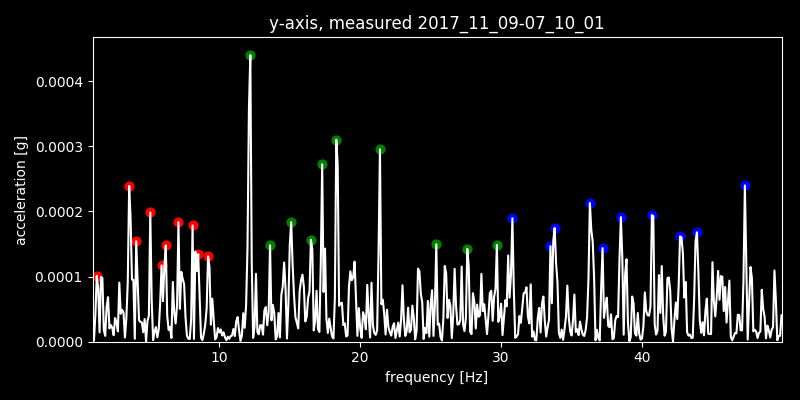 y-axis, measured 2017_11_09-07_10_01
acceleration [g]
0.0004
0.0003
0.0002
0.0001
0.0000
10 20 30 40
frequency [Hz]